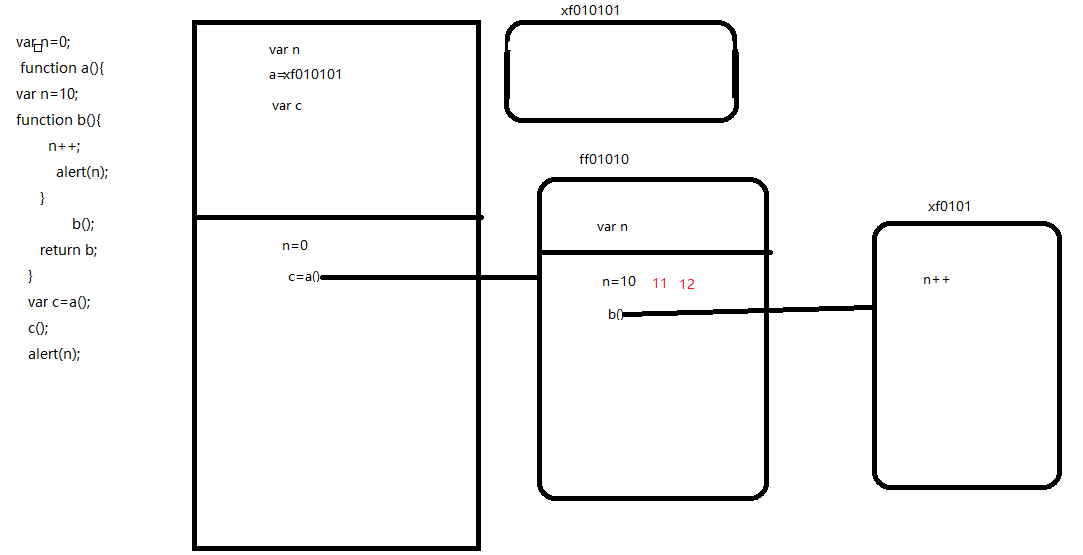 var n=0;
function a(){
var n=10;
function b(){
n++;
alert(n);
}
b();
return b;
}
var c=a();
c();
alert(n);
var n
a=xf010101
var c
n=0
c=a()
xf010101
ff01010
var n
n=10 11 12
b()
xf0101
n++